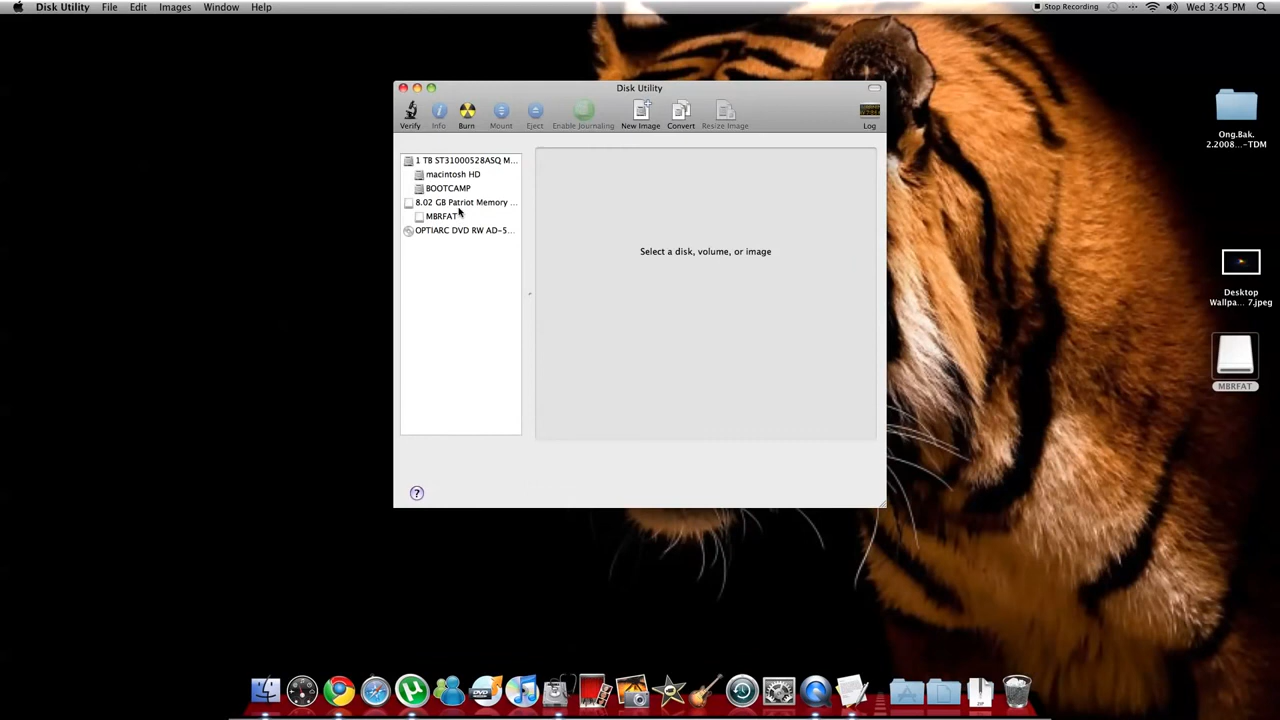 Disk Utility File Edit Images Window Help
Stop Recording Wed 3:45 PM
Disk Utility
Verify Info Burn Mount Eject Enable Journaling New Image Convert Resize Image Log
1 TB ST31000528ASQ M...
macintosh HD
BOOTCAMP
8.02 GB Patriot Memory ...
MBRFAT
OPTIARC DVD RW AD-5...
Select a disk, volume, or image
?
Ong.Bak.
2.2008...-TDM
Desktop
Wallpa... 7.jpeg
MBRFAT
DVD
ZIP